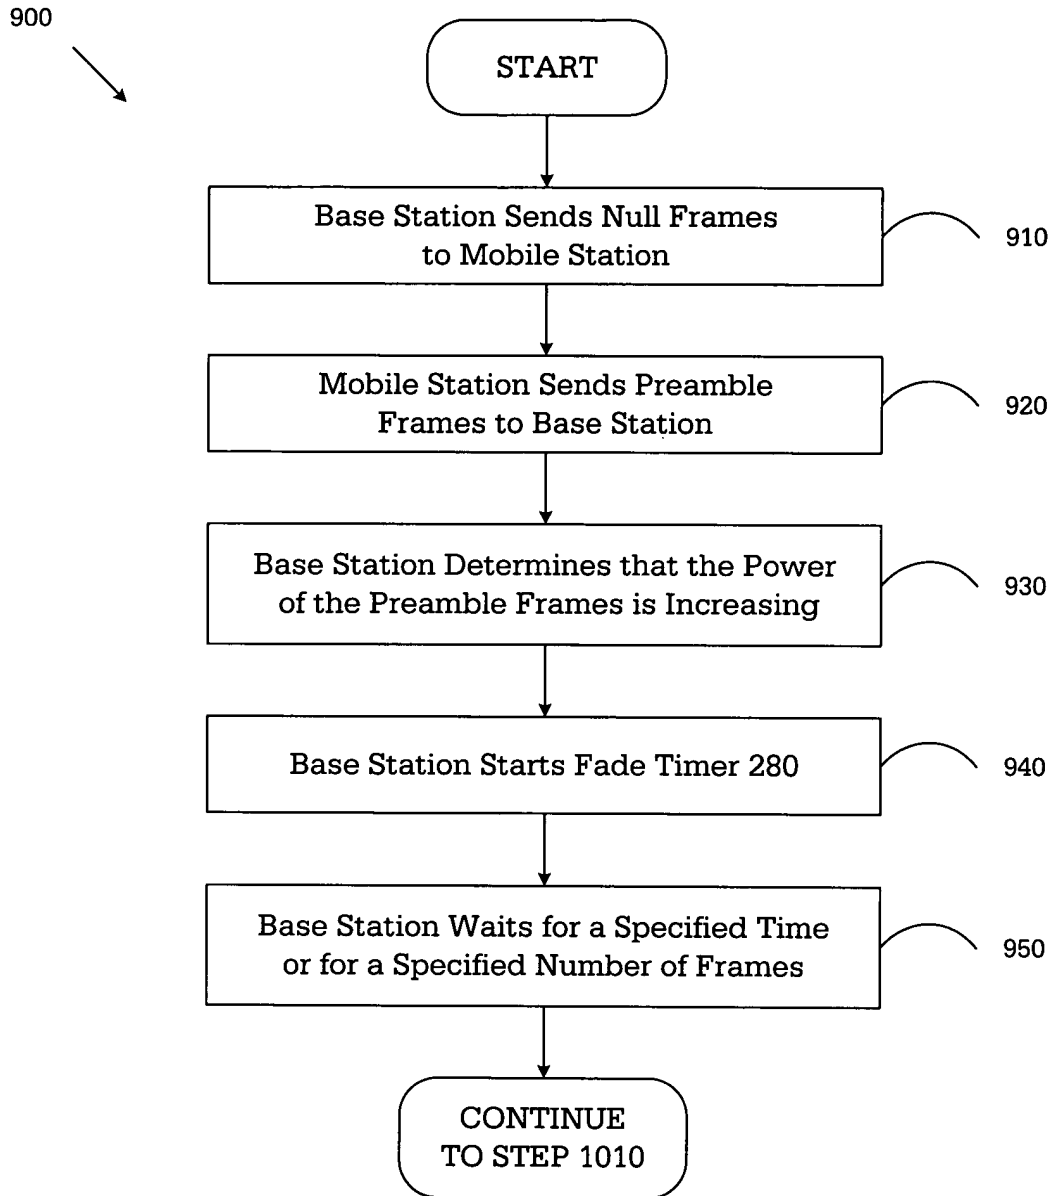 900
START
Base Station Sends Null Frames
to Mobile Station
910
Mobile Station Sends Preamble
Frames to Base Station
920
Base Station Determines that the Power
of the Preamble Frames is Increasing
930
Base Station Starts Fade Timer 280
940
Base Station Waits for a Specified Time
or for a Specified Number of Frames
950
CONTINUE
TO STEP 1010